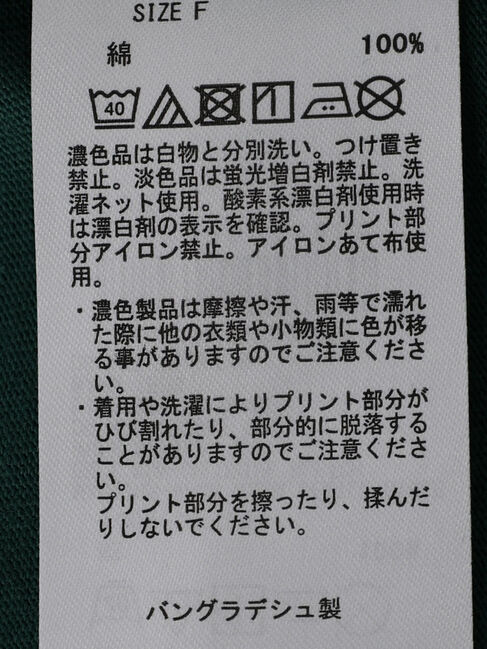 SIZE F
綿 100%
40
濃色品は白物と分別洗い。つけ置き
禁止。淡色品は蛍光増白剤禁止。洗
濯ネット使用。酸素系漂白剤使用時
は漂白剤の表示を確認。プリント部
分アイロン禁止。アイロンあて布使
用。
・濃色製品は摩擦や汗、雨等で濡れ
た際に他の衣類や小物類に色が移
る事がありますのでご注意くださ
い。
・着用や洗濯によりプリント部分が
ひび割れたり、部分的に脱落する
ことがありますのでご注意くださ
い。
プリント部分を擦ったり、揉んだ
りしないでください。
バングラデシュ製